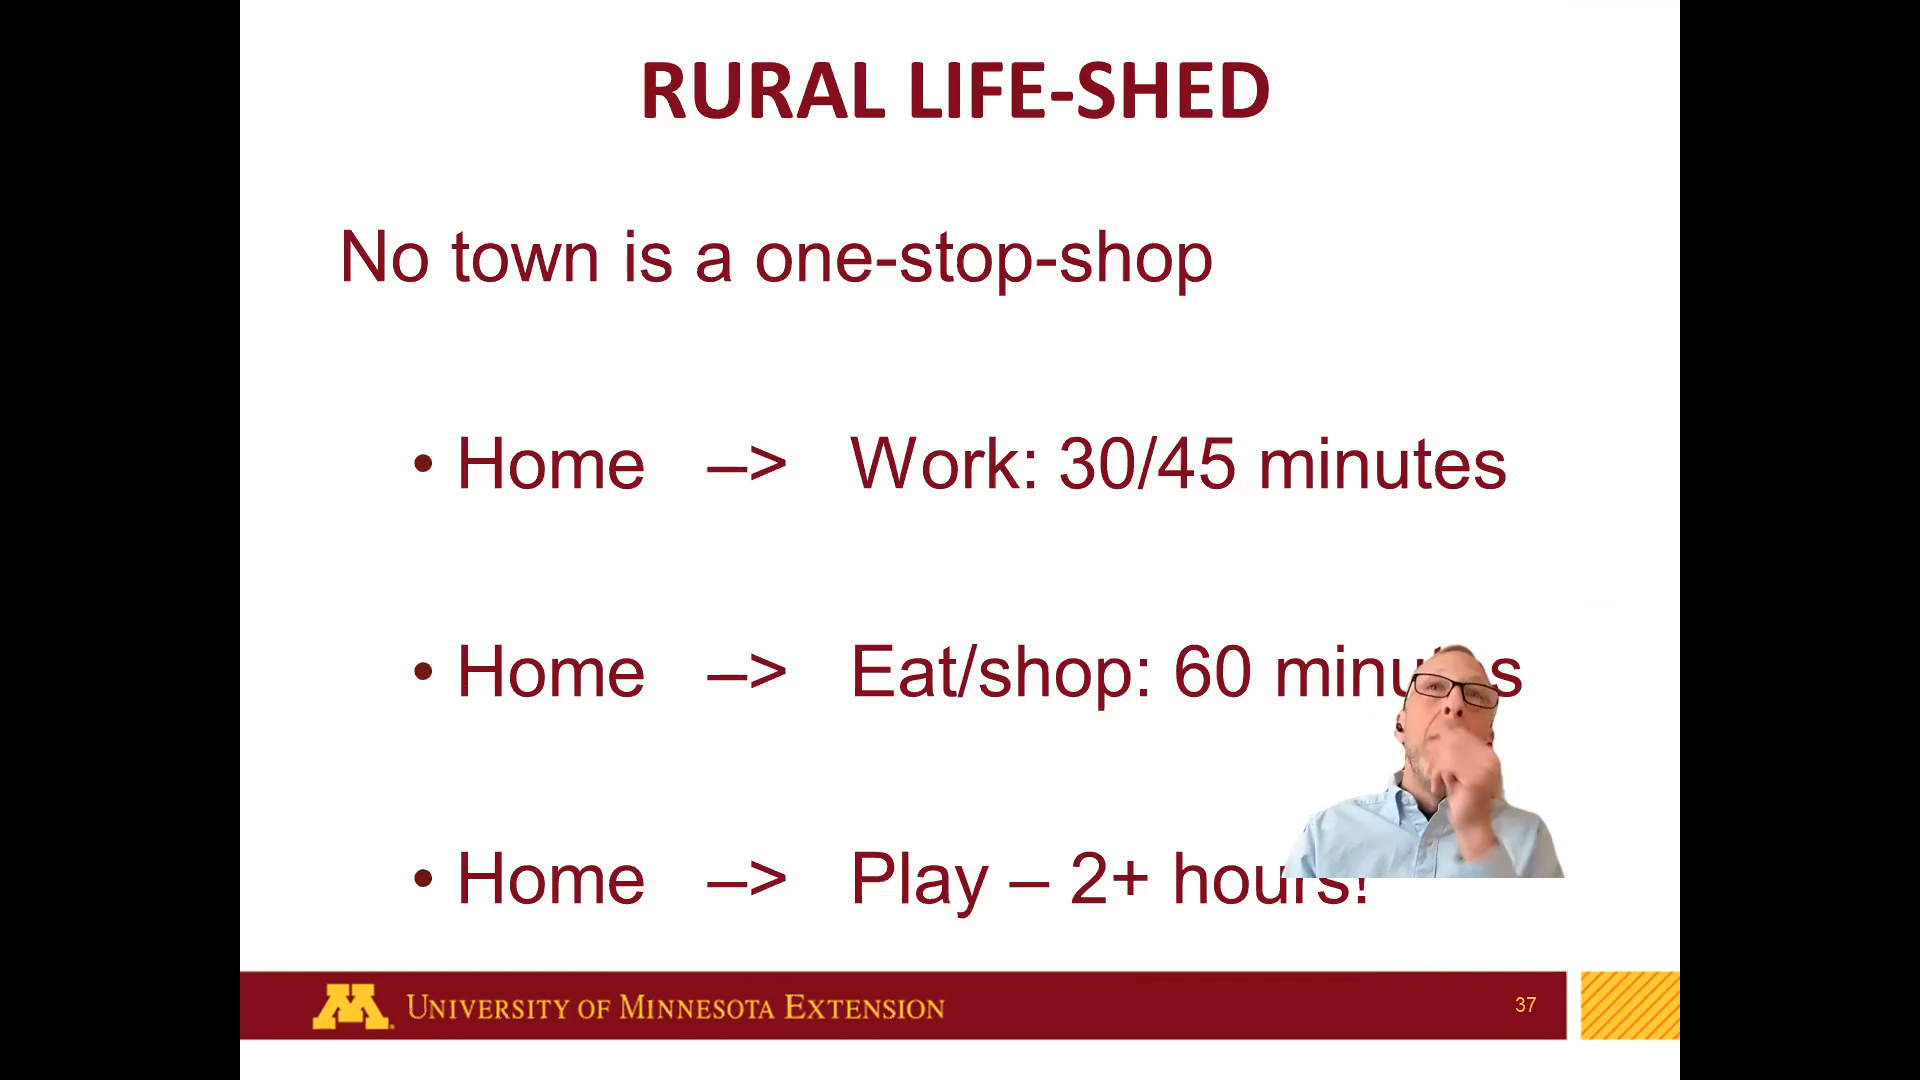 RURAL LIFE-SHED
No town is a one-stop-shop
• Home –> Work: 30/45 minutes
• Home –> Eat/shop: 60 minutes
• Home –> Play – 2+ hours!
M UNIVERSITY OF MINNESOTA EXTENSION
37